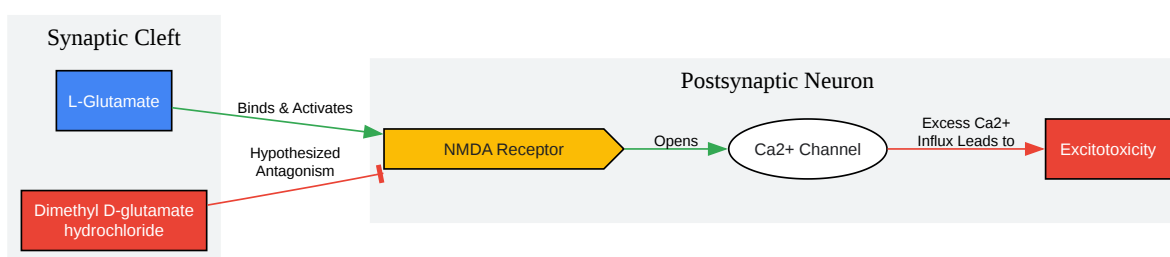 Synaptic Cleft
L-Glutamate
Dimethyl D-glutamate
hydrochloride
Binds & Activates
Hypothesized
Antagonism
Postsynaptic Neuron
NMDA Receptor
Opens
Ca2+ Channel
Excess Ca2+
Influx Leads to
Excitotoxicity